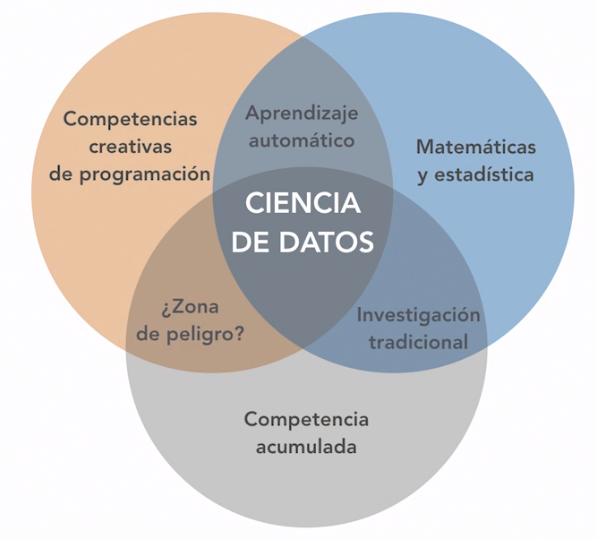 Competencias
creativas
de programación
Aprendizaje
automático
Matemáticas
y estadística
CIENCIA
DE DATOS
¿Zona
de peligro?
Investigación
tradicional
Competencia
acumulada